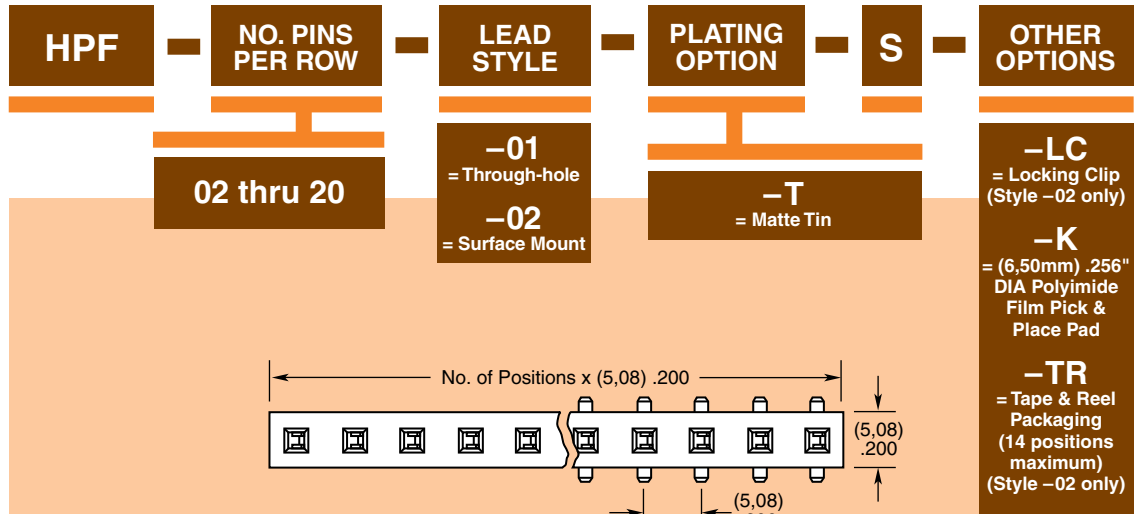 HPF
NO. PINS
PER ROW
LEAD
STYLE
PLATING
OPTION
S
OTHER
OPTIONS
02 thru 20
–01
= Through-hole
–02
= Surface Mount
–T
= Matte Tin
–LC
= Locking Clip
(Style –02 only)
–K
= (6,50mm) .256"
DIA Polyimide
Film Pick &
Place Pad
–TR
= Tape & Reel
Packaging
(14 positions
maximum)
(Style –02 only)
No. of Positions x (5,08) .200
(5,08)
.200
(5,08)